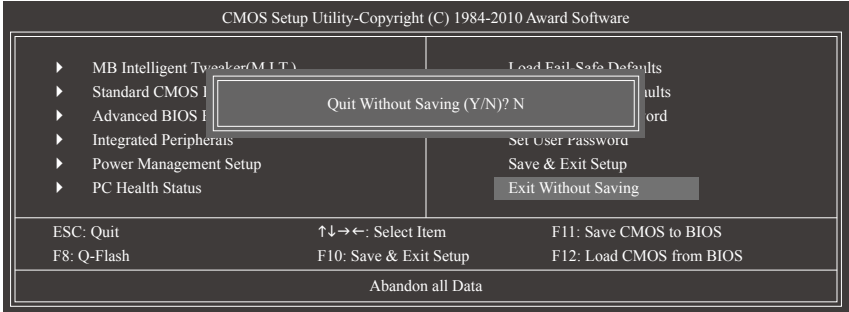 CMOS Setup Utility-Copyright (C) 1984-2010 Award Software
MB Intelligent Tweaker(M.I.T.)
Standard CMOS
Advanced BIOS
Integrated Peripherals
Power Management Setup
PC Health Status
Load Fail-Safe Defaults
Set User Password
Save & Exit Setup
Exit Without Saving
Quit Without Saving (Y/N)? N
ESC: Quit
↑↓→←: Select Item
F11: Save CMOS to BIOS
F8: Q-Flash
F10: Save & Exit Setup
F12: Load CMOS from BIOS
Abandon all Data